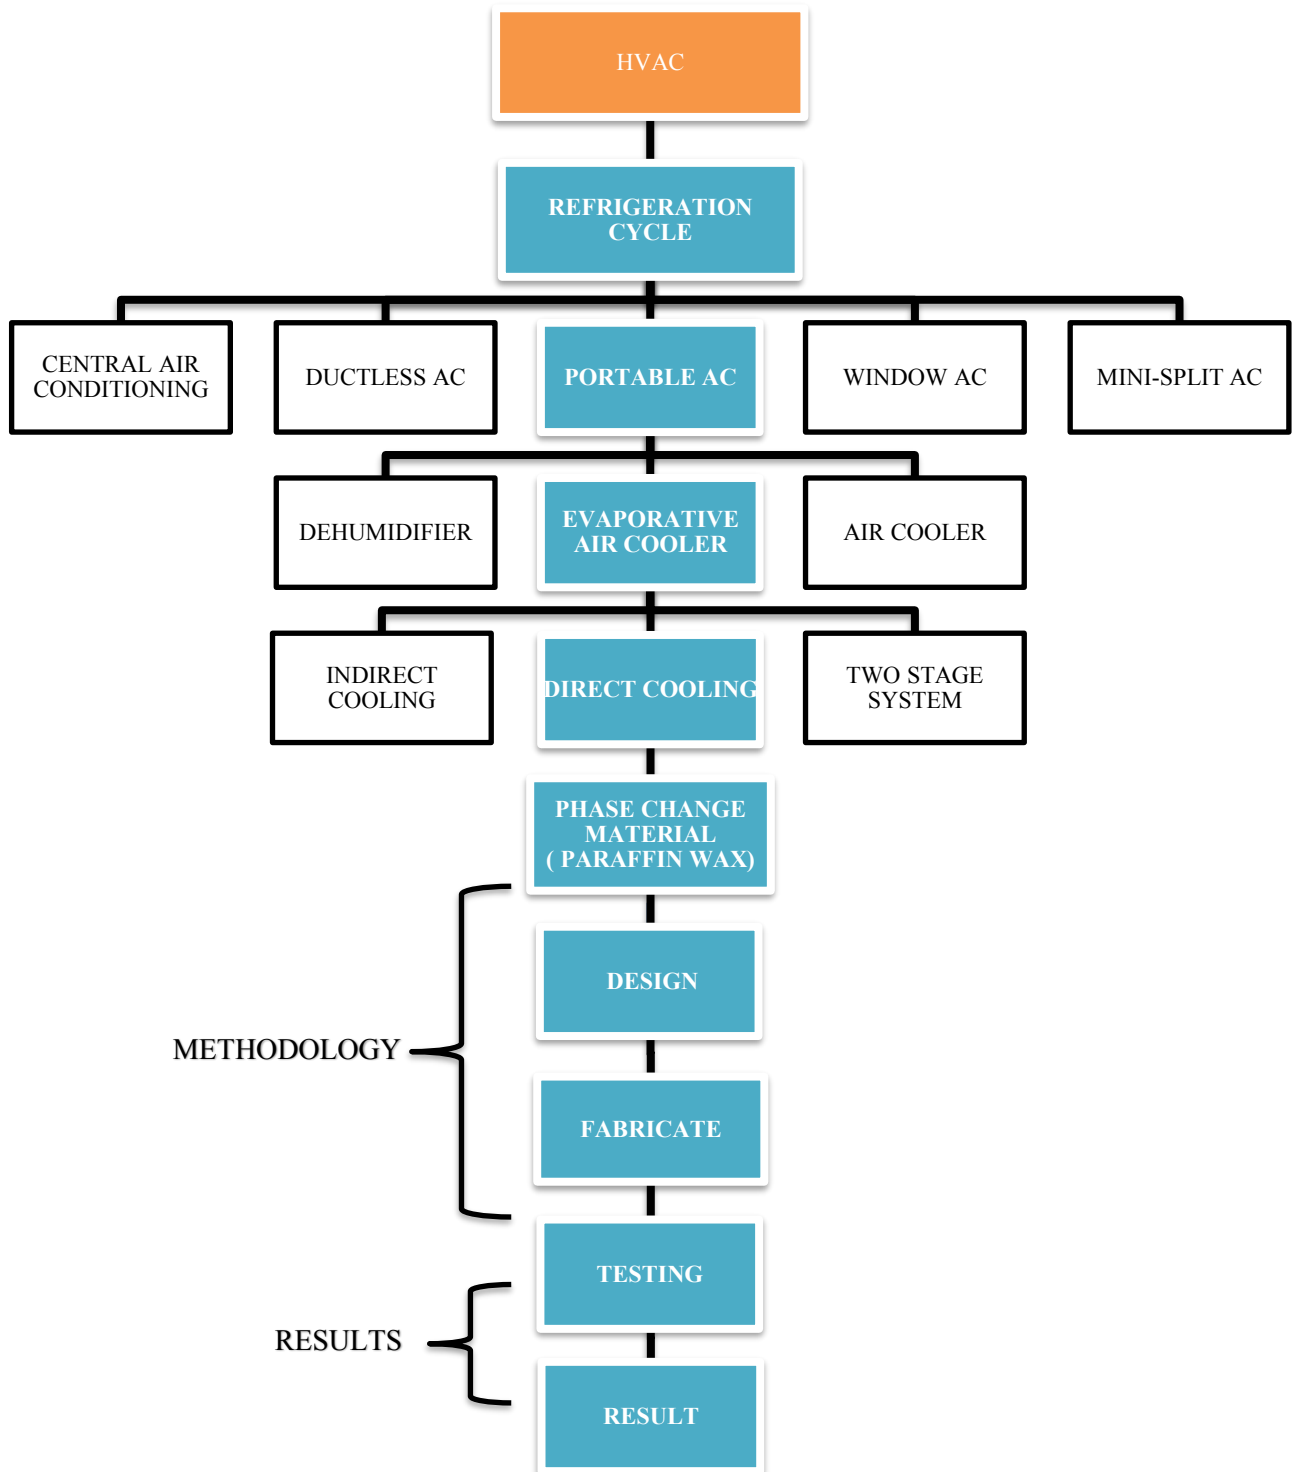 HVAC
REFRIGERATION
CYCLE
CENTRAL AIR
CONDITIONING
DUCTLESS AC
PORTABLE AC
WINDOW AC
MINI-SPLIT AC
DEHUMIDIFIER
EVAPORATIVE
AIR COOLER
AIR COOLER
INDIRECT
COOLING
DIRECT COOLING
TWO STAGE
SYSTEM
PHASE CHANGE
MATERIAL
( PARAFFIN WAX)
DESIGN
METHODOLOGY
FABRICATE
TESTING
RESULTS
RESULT